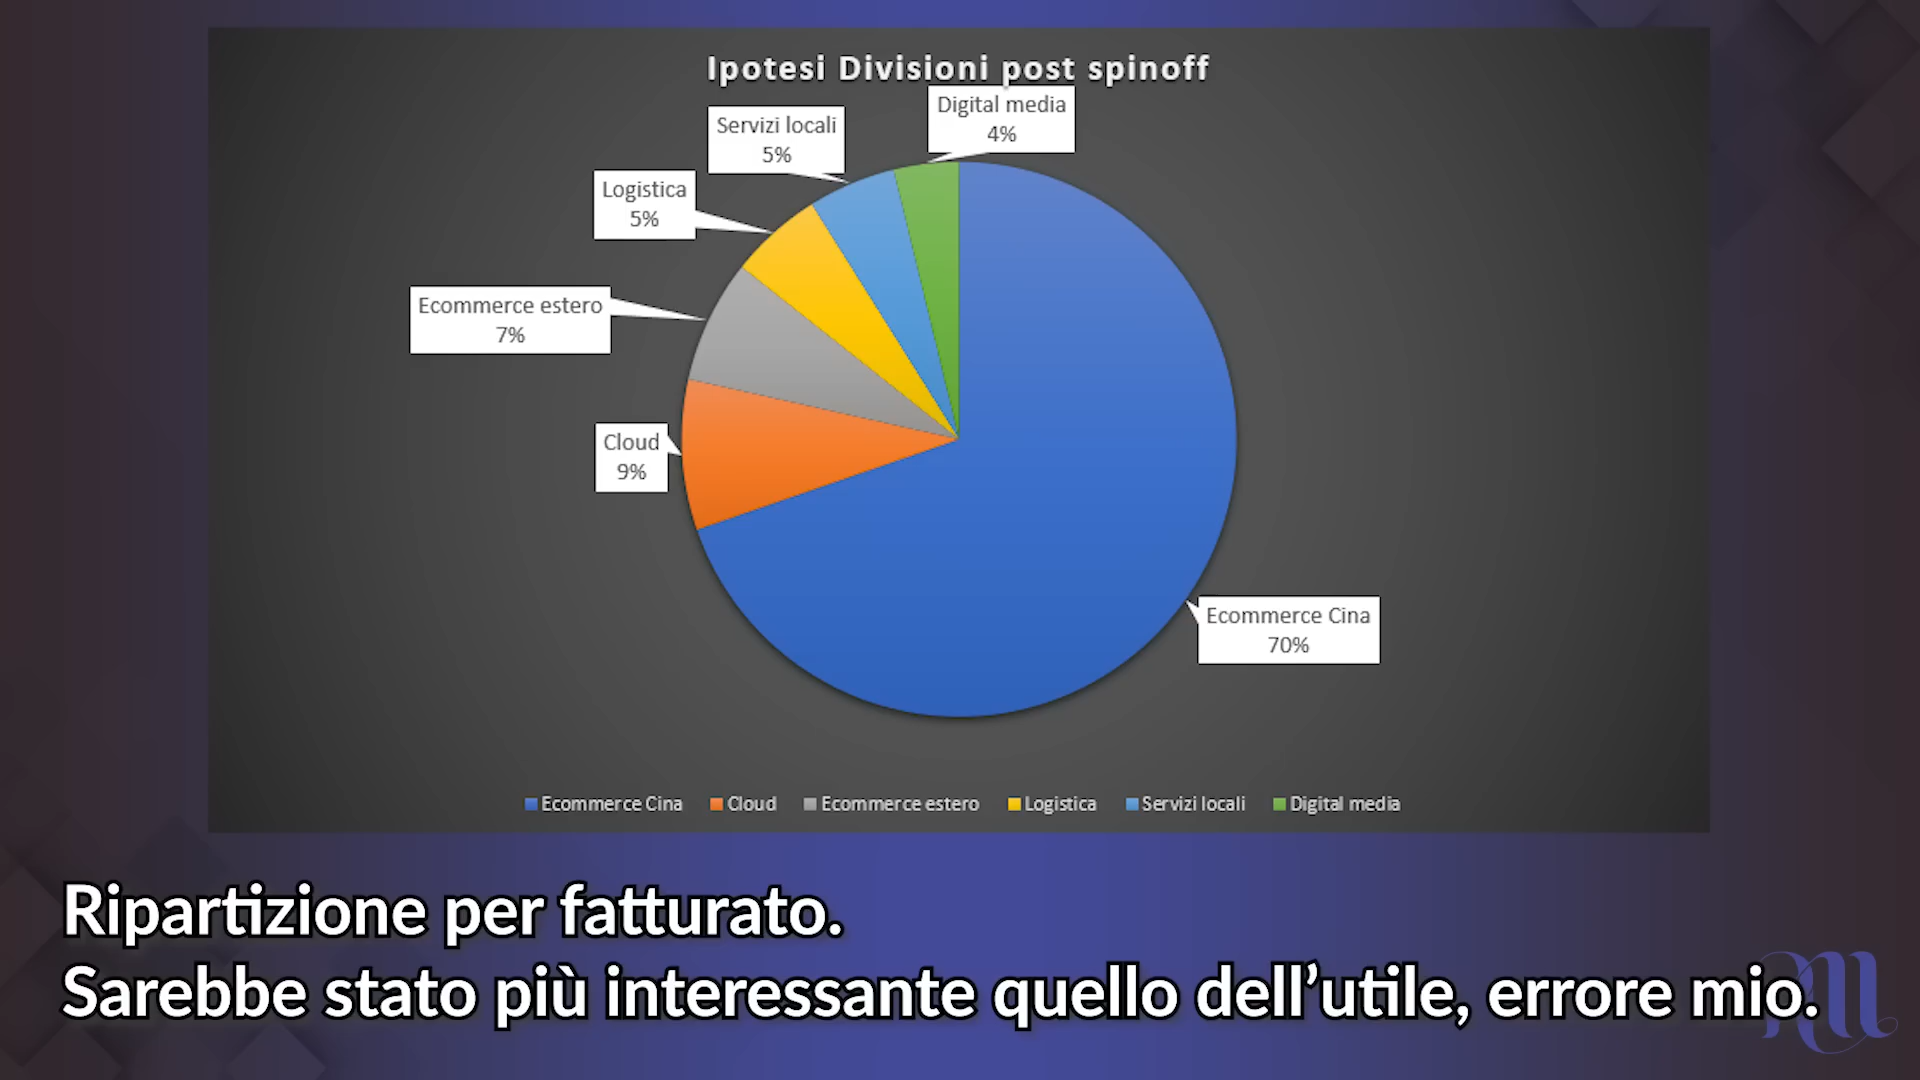 Ipotesi Divisioni post spinoff
Digital media
4%
Servizi locali
5%
Logistica
5%
Ecommerce estero
7%
Cloud
9%
Ecommerce Cina
70%
Ecommerce Cina Cloud Ecommerce estero Logistica Servizi locali Digital media
Ripartizione per fatturato.
Sarebbe stato più interessante quello dell’utile, errore mio.